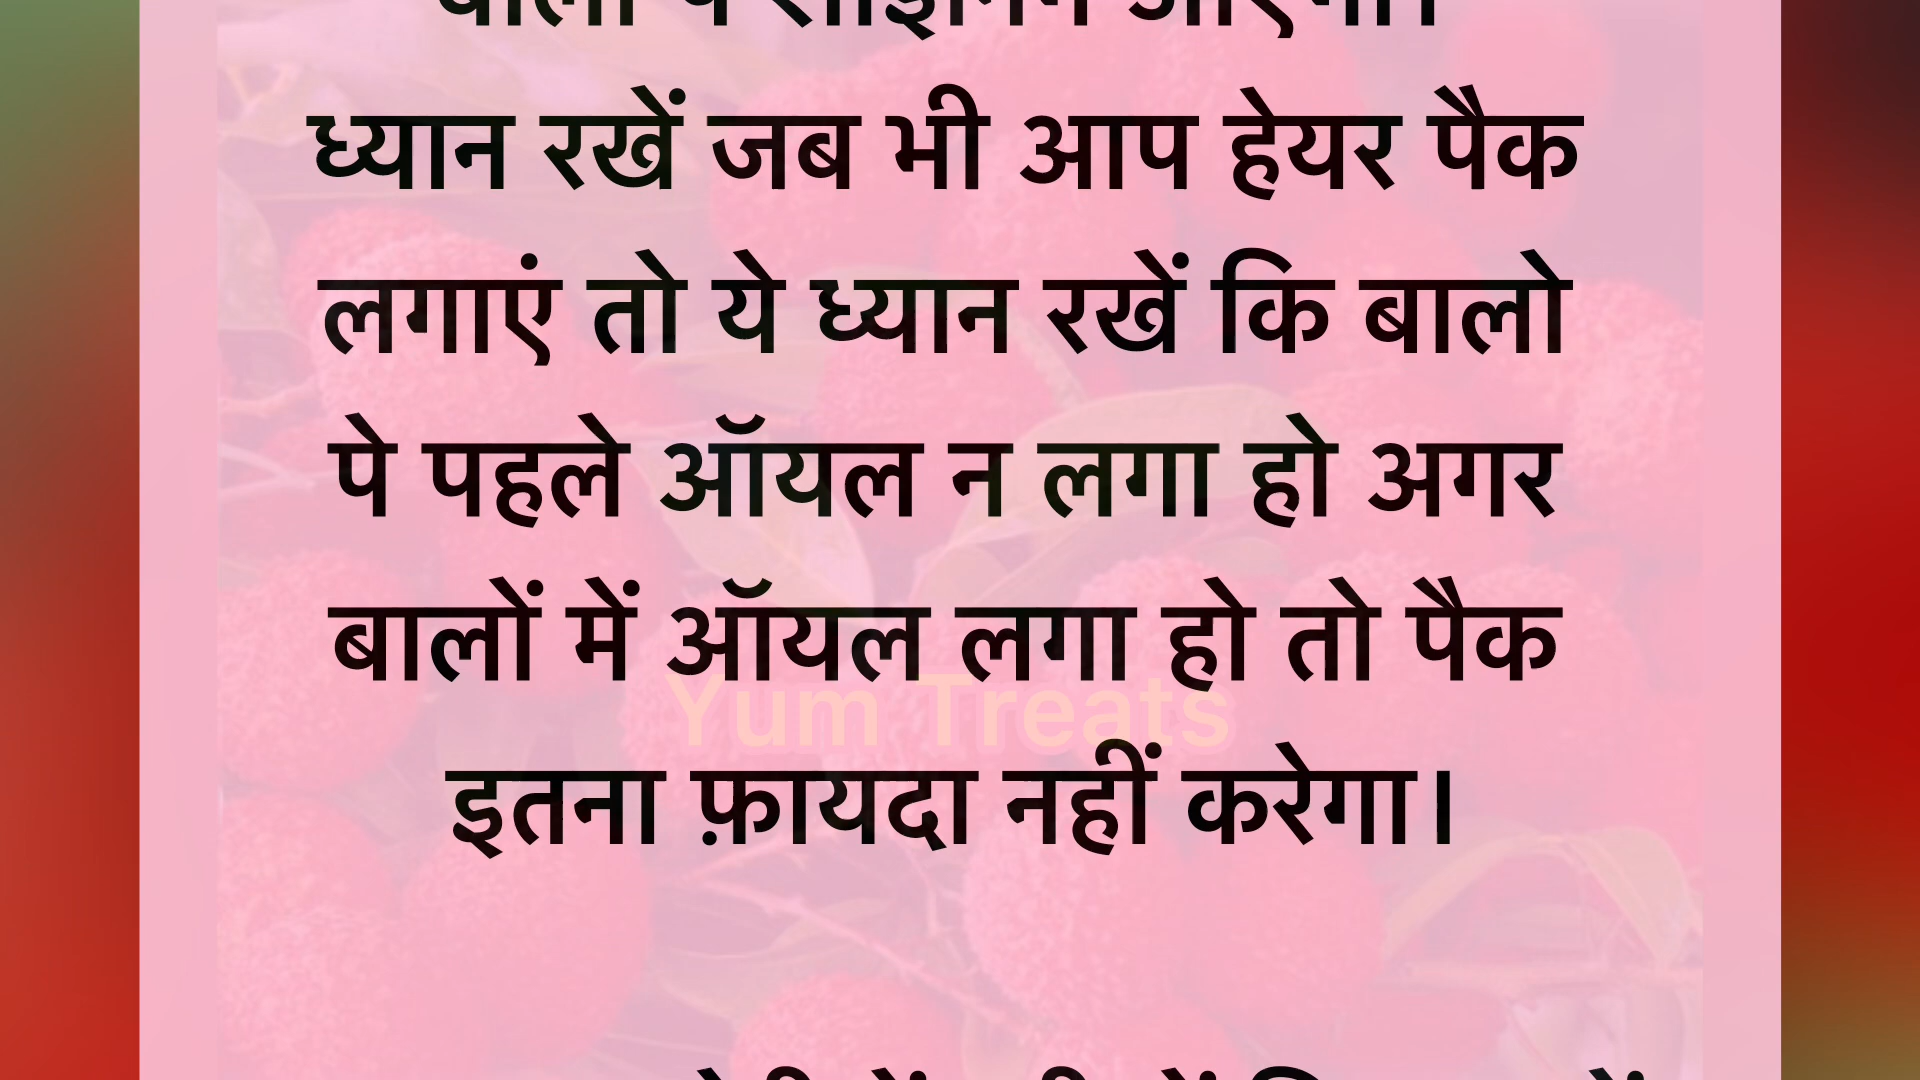 ध्यान रखें जब भी आप हेयर पैक
लगाएं तो ये ध्यान रखें कि बालो
पे पहले ऑयल न लगा हो अगर
बालों में ऑयल लगा हो तो पैक
Yum Treats
इतना फ़ायदा नहीं करेगा।